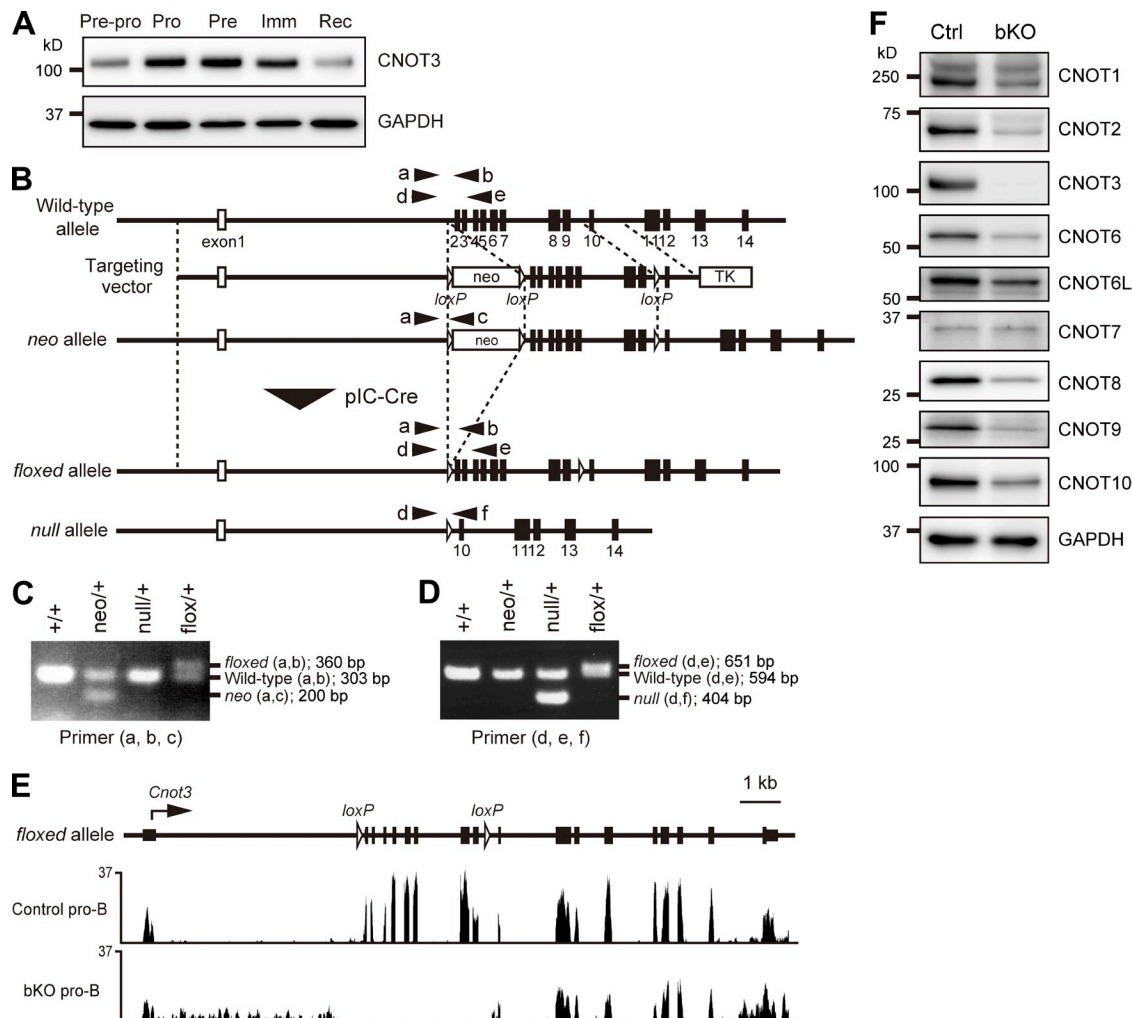 A
Pre-pro Pro Pre Imm Rec
kD
100
CNOT3
37
GAPDH
B
a b
d e
Wild-type allele
exon1
2 3 4 5 6 7 8 9 10 11 12 13 14
Targeting vector
neo
TK
loxP loxP loxP
a c
neo allele
neo
pIC-Cre
a b
d e
floxed allele
d f
null allele
10 11 12 13 14
C
+/+ neo/+ null/+ flox/+
floxed (a,b); 360 bp
Wild-type (a,b); 303 bp
neo (a,c); 200 bp
Primer (a, b, c)
D
+/+ neo/+ null/+ flox/+
floxed (d,e); 651 bp
Wild-type (d,e); 594 bp
null (d,f); 404 bp
Primer (d, e, f)
E
Cnot3
loxP
loxP
1 kb
floxed allele
37
Control pro-B
37
bKO pro-B
F
Ctrl bKO
kD
250
CNOT1
75
CNOT2
100
CNOT3
50
CNOT6
50
CNOT6L
37
CNOT7
25
CNOT8
25
CNOT9
100
CNOT10
37
GAPDH